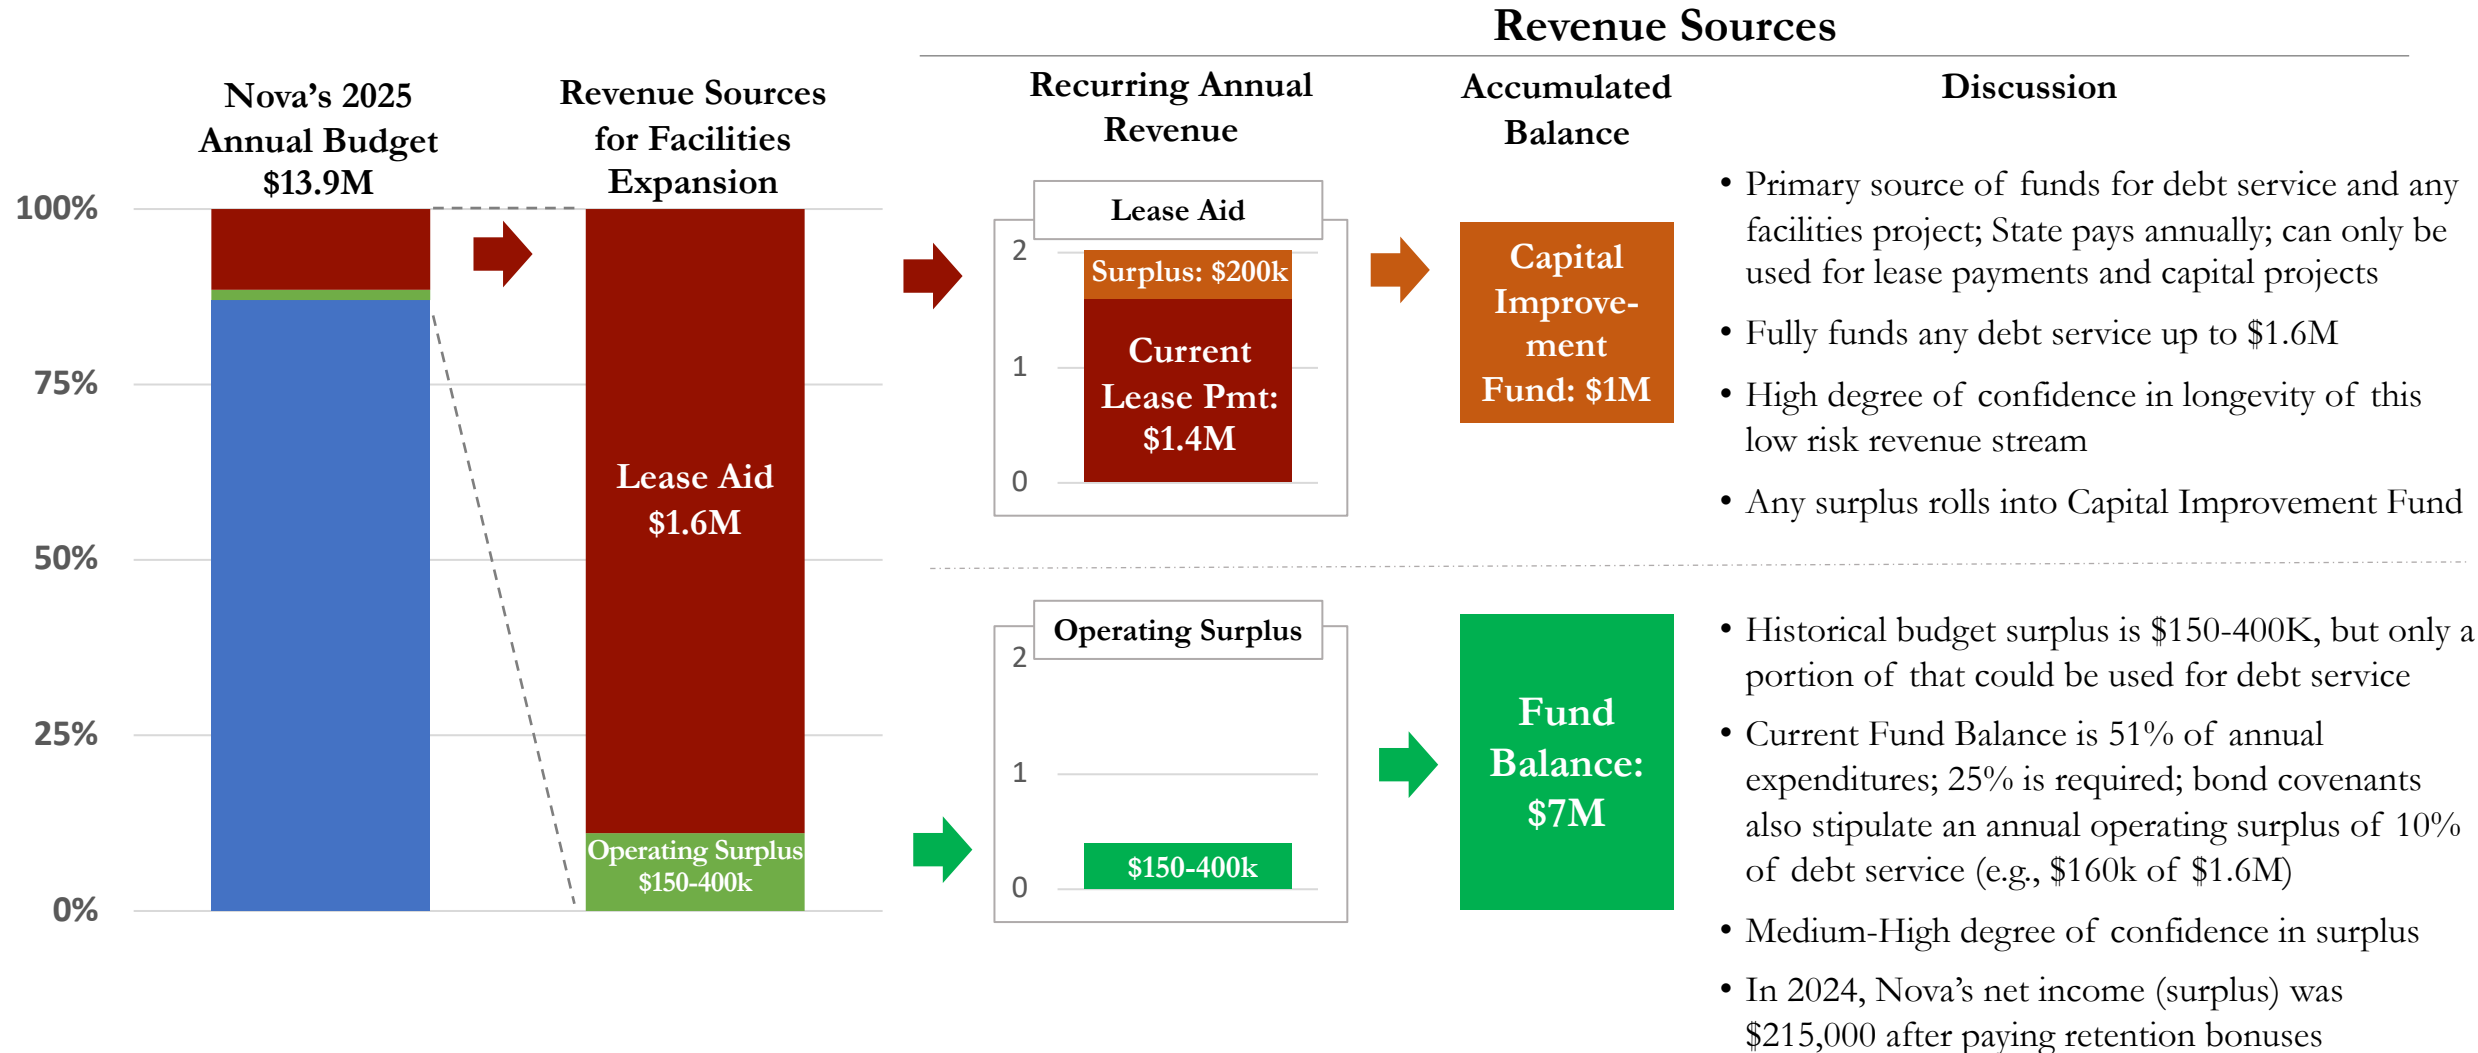 Revenue Sources
Nova’s 2025
Annual Budget
$13.9M
Revenue Sources
for Facilities
Expansion
100%
75%
50%
25%
0%
Lease Aid
$1.6M
Operating Surplus
$150-400k
Recurring Annual
Revenue
Accumulated
Balance
Discussion
Lease Aid
2
1
0
Surplus: $200k
Current
Lease Pmt:
$1.4M
Capital
Improve-
ment
Fund: $1M
• Primary source of funds for debt service and any
facilities project; State pays annually; can only be
used for lease payments and capital projects
• Fully funds any debt service up to $1.6M
• High degree of confidence in longevity of this
low risk revenue stream
• Any surplus rolls into Capital Improvement Fund
Operating Surplus
2
1
0
$150-400k
Fund
Balance:
$7M
• Historical budget surplus is $150-400K, but only a
portion of that could be used for debt service
• Current Fund Balance is 51% of annual
expenditures; 25% is required; bond covenants
also stipulate an annual operating surplus of 10%
of debt service (e.g., $160k of $1.6M)
• Medium-High degree of confidence in surplus
• In 2024, Nova’s net income (surplus) was
$215,000 after paying retention bonuses